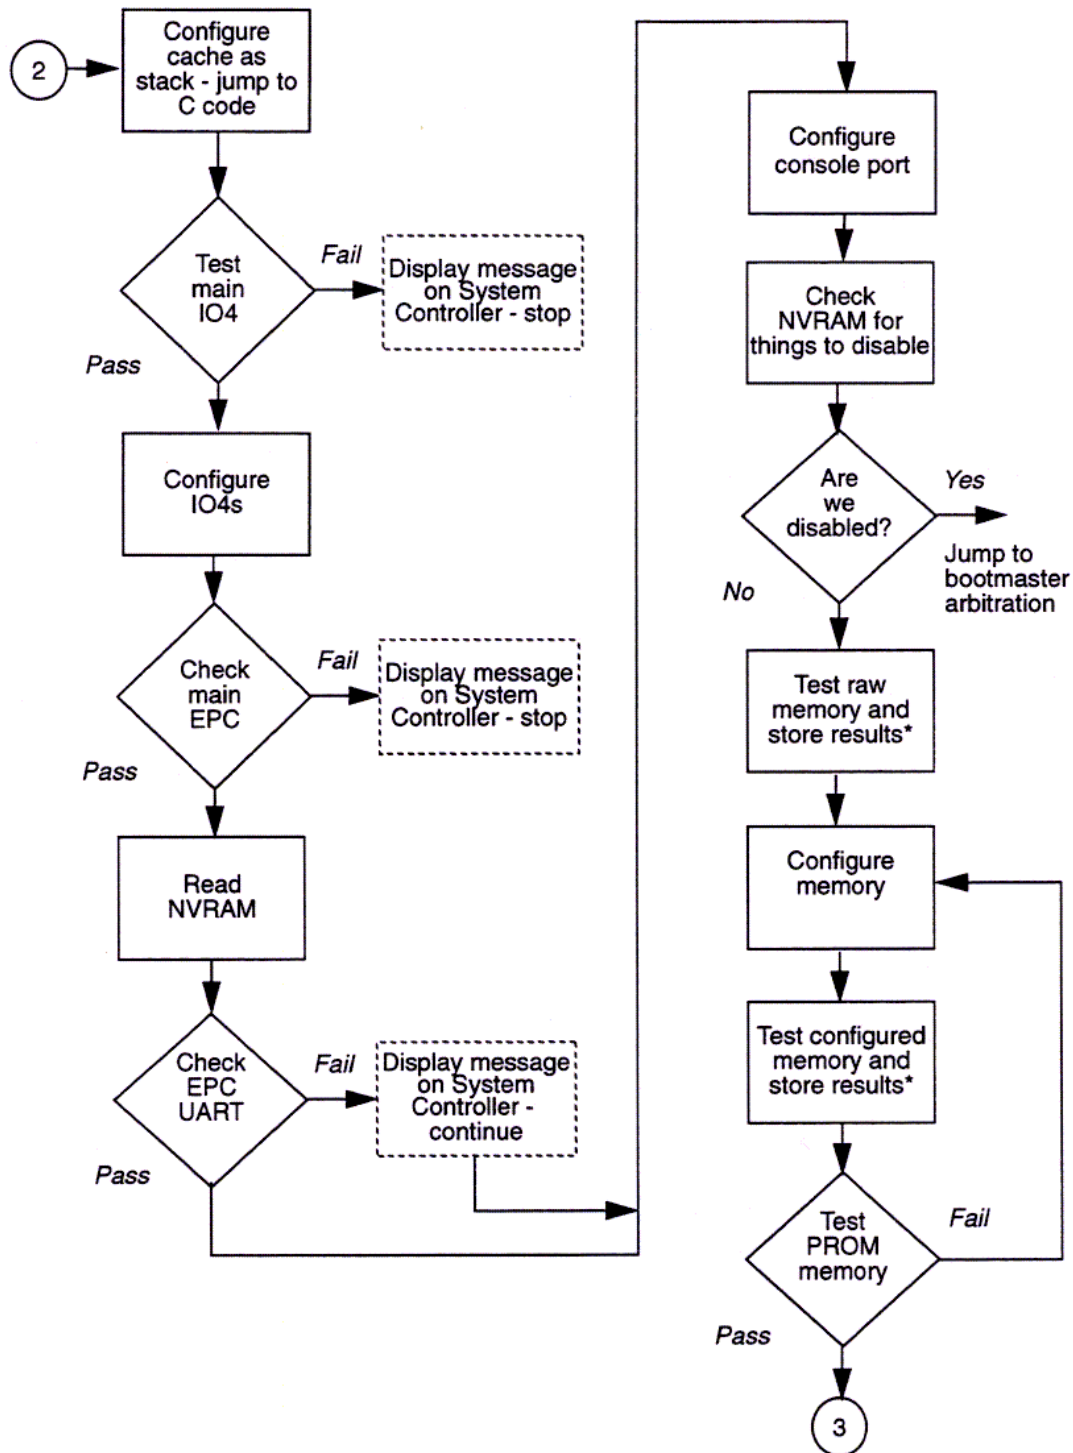 2
Configure
cache as
stack - jump to
C code
Test
main
IO4
Fail
Display message
on System
Controller - stop
Pass
Configure
IO4s
Check
main
EPC
Fail
Display message
on System
Controller - stop
Pass
Read
NVRAM
Check
EPC
UART
Fail
Display message
on System
Controller -
continue
Pass
Configure
console port
Check
NVRAM for
things to disable
Are
we
disabled?
Yes
Jump to
bootmaster
arbitration
No
Test raw
memory and
store results*
Configure
memory
Test configured
memory and
store results*
Test
PROM
memory
Fail
Pass
3